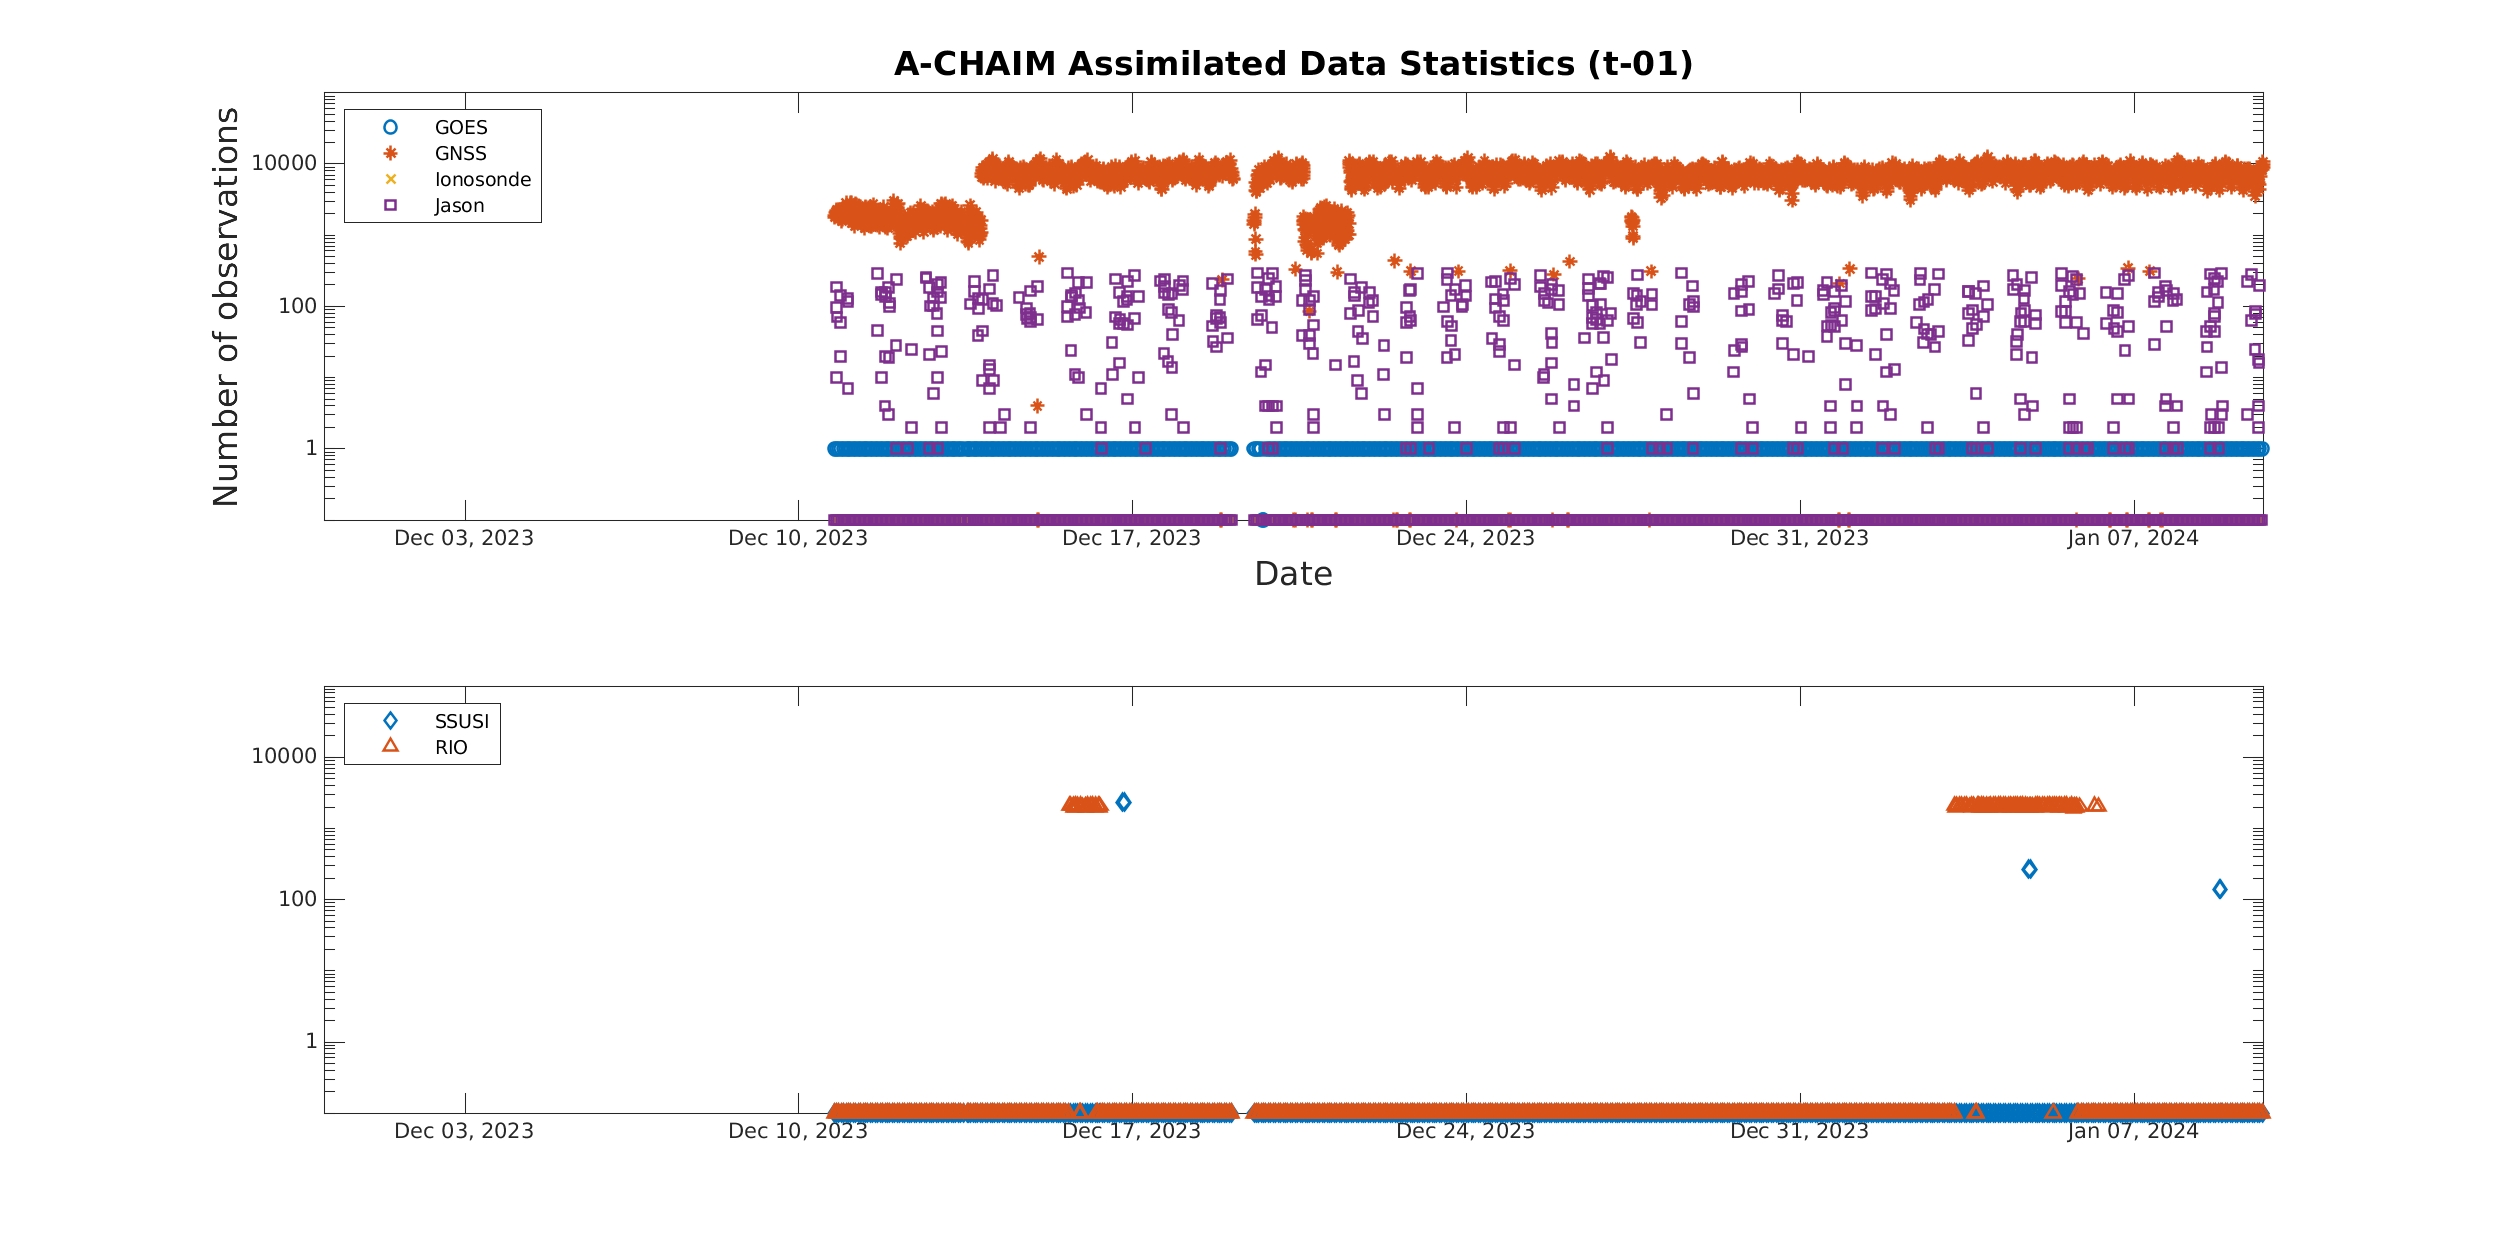 A-CHAIM Assimilated Data Statistics (t-01)
Number of observations
10000
100
1
GOES
GNSS
Ionosonde
Jason
Dec 03, 2023
Dec 10, 2023
Dec 17, 2023
Dec 24, 2023
Dec 31, 2023
Jan 07, 2024
Date
10000
100
1
SSUSI
RIO
Dec 03, 2023
Dec 10, 2023
Dec 17, 2023
Dec 24, 2023
Dec 31, 2023
Jan 07, 2024